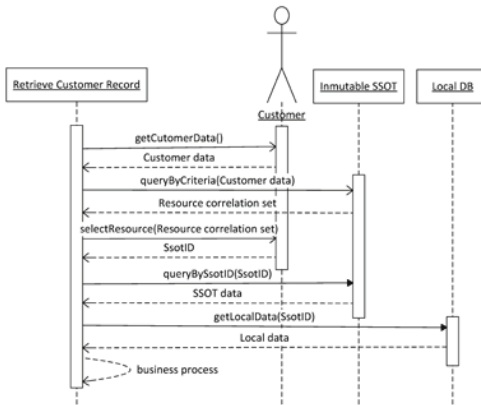 Retrieve Customer Record
Customer
Inmutable SSOT
Local DB
getCutomerData()
Customer data
queryByCriteria(Customer data)
Resource correlation set
selectResource(Resource correlation set)
SsotID
queryBySsotID(SsotID)
SSOT data
getLocalData(SsotID)
Local data
business process